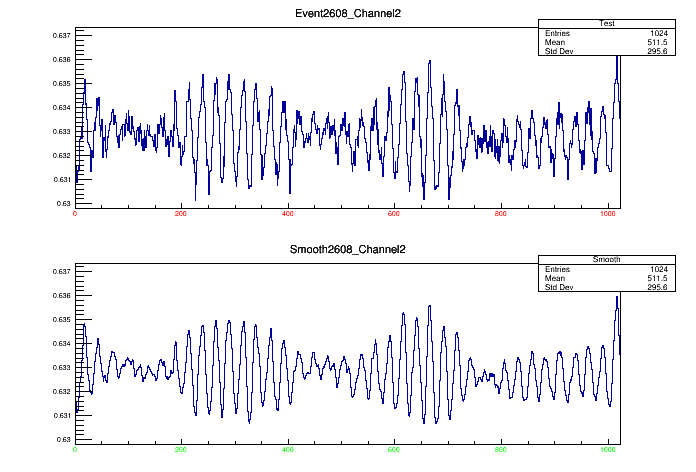 Event2608_Channel2
Test
Entries 1024
Mean 511.5
Std Dev 295.6
0.637
0.636
0.635
0.634
0.633
0.632
0.631
0.63
0 200 400 600 800 1000
Smooth2608_Channel2
Smooth
Entries 1024
Mean 511.5
Std Dev 295.6
0.637
0.636
0.635
0.634
0.633
0.632
0.631
0.63
0 200 400 600 800 1000